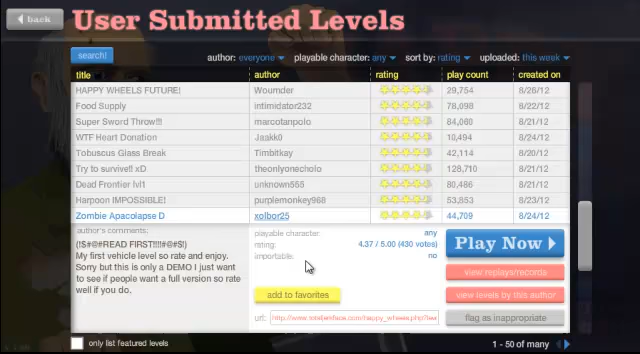 back
User Submitted Levels
search!
author: everyone playable character: any sort by: rating uploaded: this week
title author rating play count created on
HAPPY WHEELS FUTURE! Wournder 29,754 8/26/12
Food Supply intimidator232 78,098 8/22/12
Super Sword Throw!!! marcotanpolo 84,060 8/21/12
WTF Heart Donation Jaakk0 10,494 8/24/12
Tobuscus Glass Break Timbitkay 42,114 8/20/12
Try to survive!! xD theonlyonecholo 128,710 8/21/12
Dead Frontier lvl1 unknown555 80,486 8/21/12
Harpoon IMPOSSIBLE! purplemonkey968 53,853 8/23/12
Zombie Apacolapse D xolbor25 44,709 8/24/12
author's comments:
(!$#@#READ FIRST!!!!#@#$!)
My first vehicle level so rate and enjoy.
Sorry but this is only a DEMO I just want
to see if people want a full version so rate
well if you do.
playable character: any
rating: 4.37 / 5.00 (430 votes)
importable: no
add to favorites
url:
Play Now
view replays/records
view levels by this author
flag as inappropriate
only list featured levels
1 - 50 of many